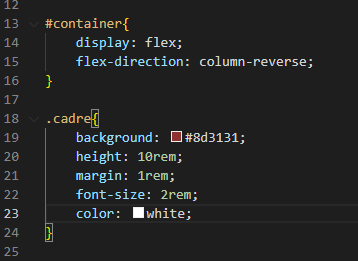 12
13 #container{
14     display: flex;
15     flex-direction: column-reverse;
16 }
17
18 .cadre{
19     background: #8d3131;
20     height: 10rem;
21     margin: 1rem;
22     font-size: 2rem;
23     color: white;
24 }
25